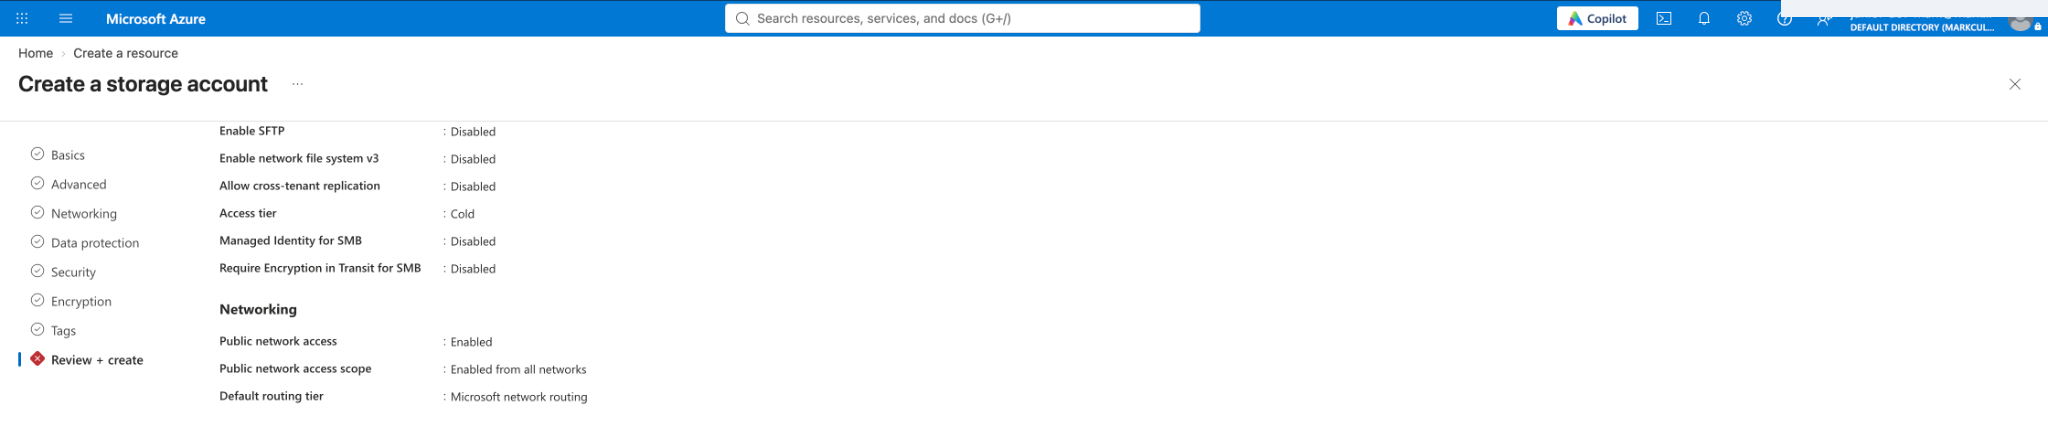 Microsoft Azure
Search resources, services, and docs (G+/)
Copilot
DEFAULT DIRECTORY (MARKCUL...
Home › Create a resource
Create a storage account ...
Basics
Advanced
Networking
Data protection
Security
Encryption
Tags
Review + create
Enable SFTP : Disabled
Enable network file system v3 : Disabled
Allow cross-tenant replication : Disabled
Access tier : Cold
Managed Identity for SMB : Disabled
Require Encryption in Transit for SMB : Disabled
Networking
Public network access : Enabled
Public network access scope : Enabled from all networks
Default routing tier : Microsoft network routing